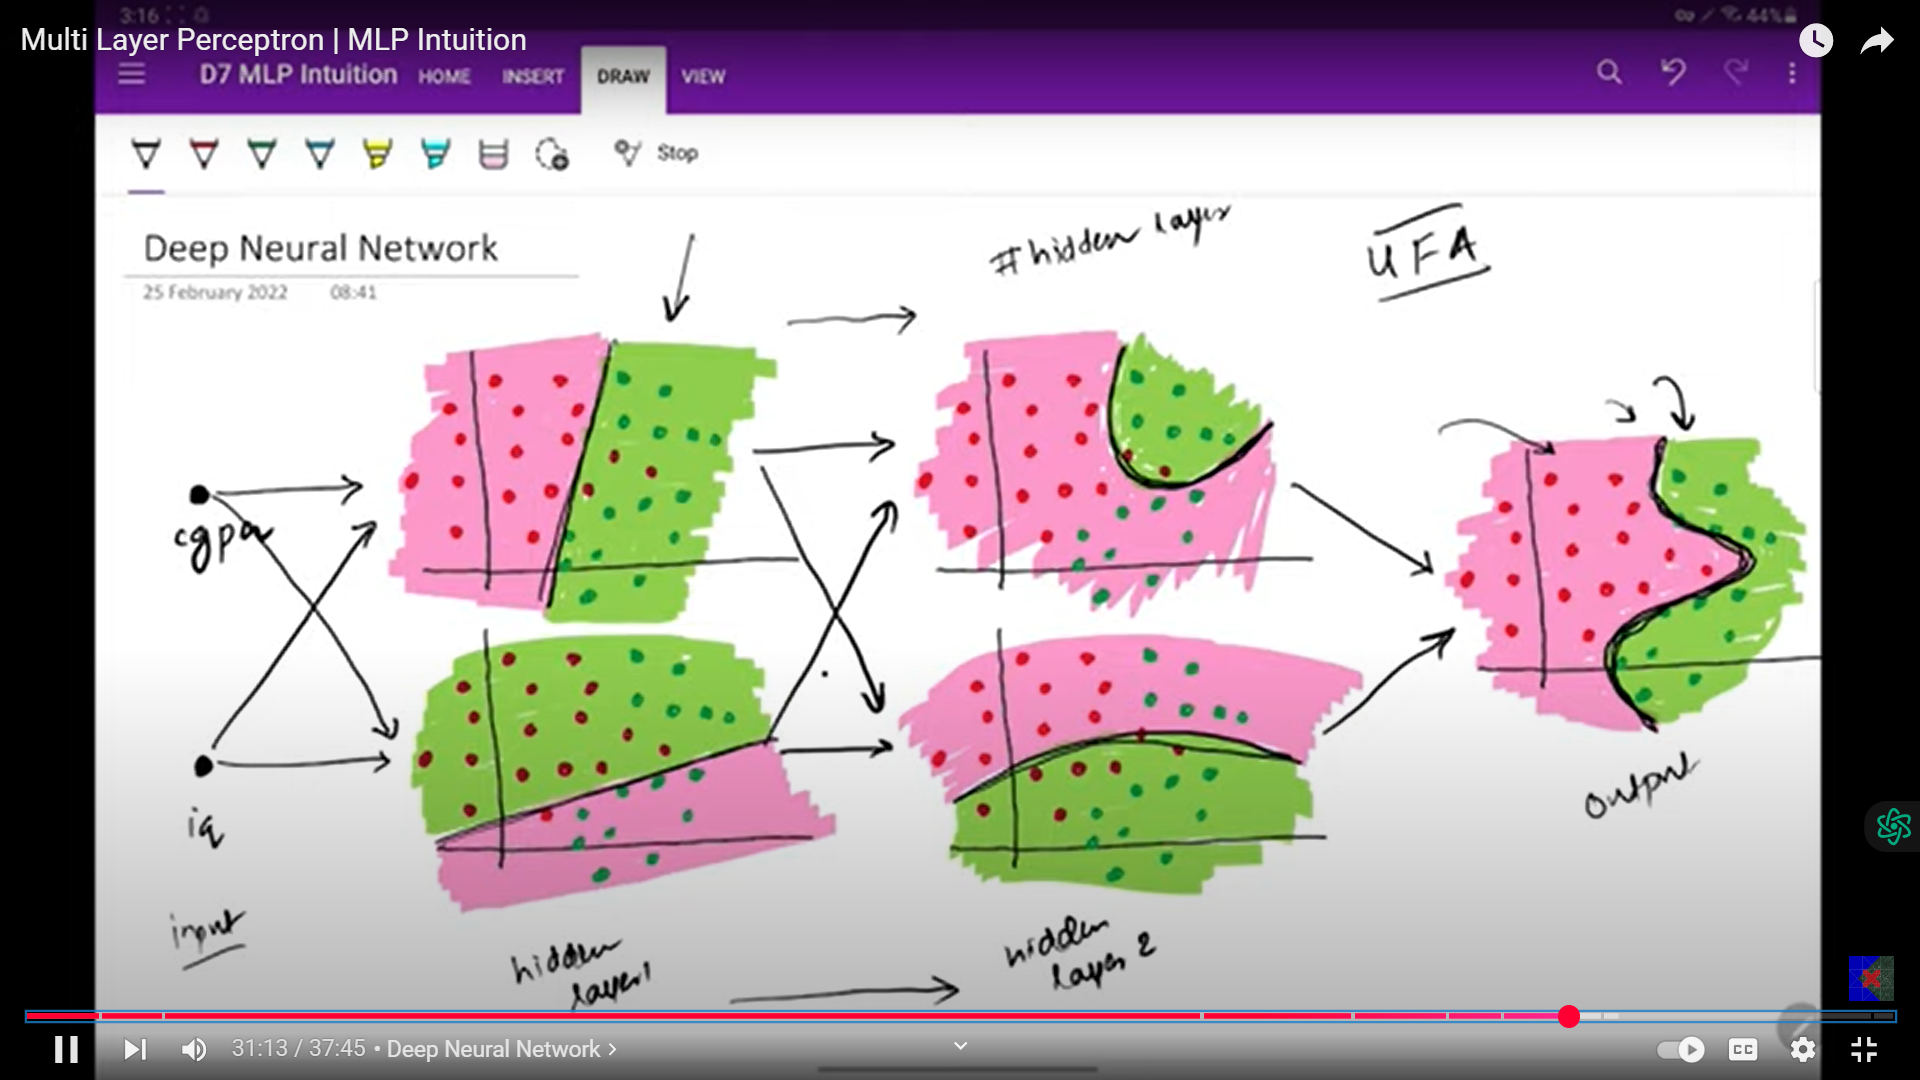 3:16 44%
Multi Layer Perceptron | MLP Intuition
D7 MLP Intuition HOME INSERT DRAW VIEW
Stop
# hidden layer
UFA
Deep Neural Network
25 February 2022 08:41
cgpa
iq
output
input
hidden
layer1
hidden
layer 2
31:13 / 37:45 • Deep Neural Network >
CC